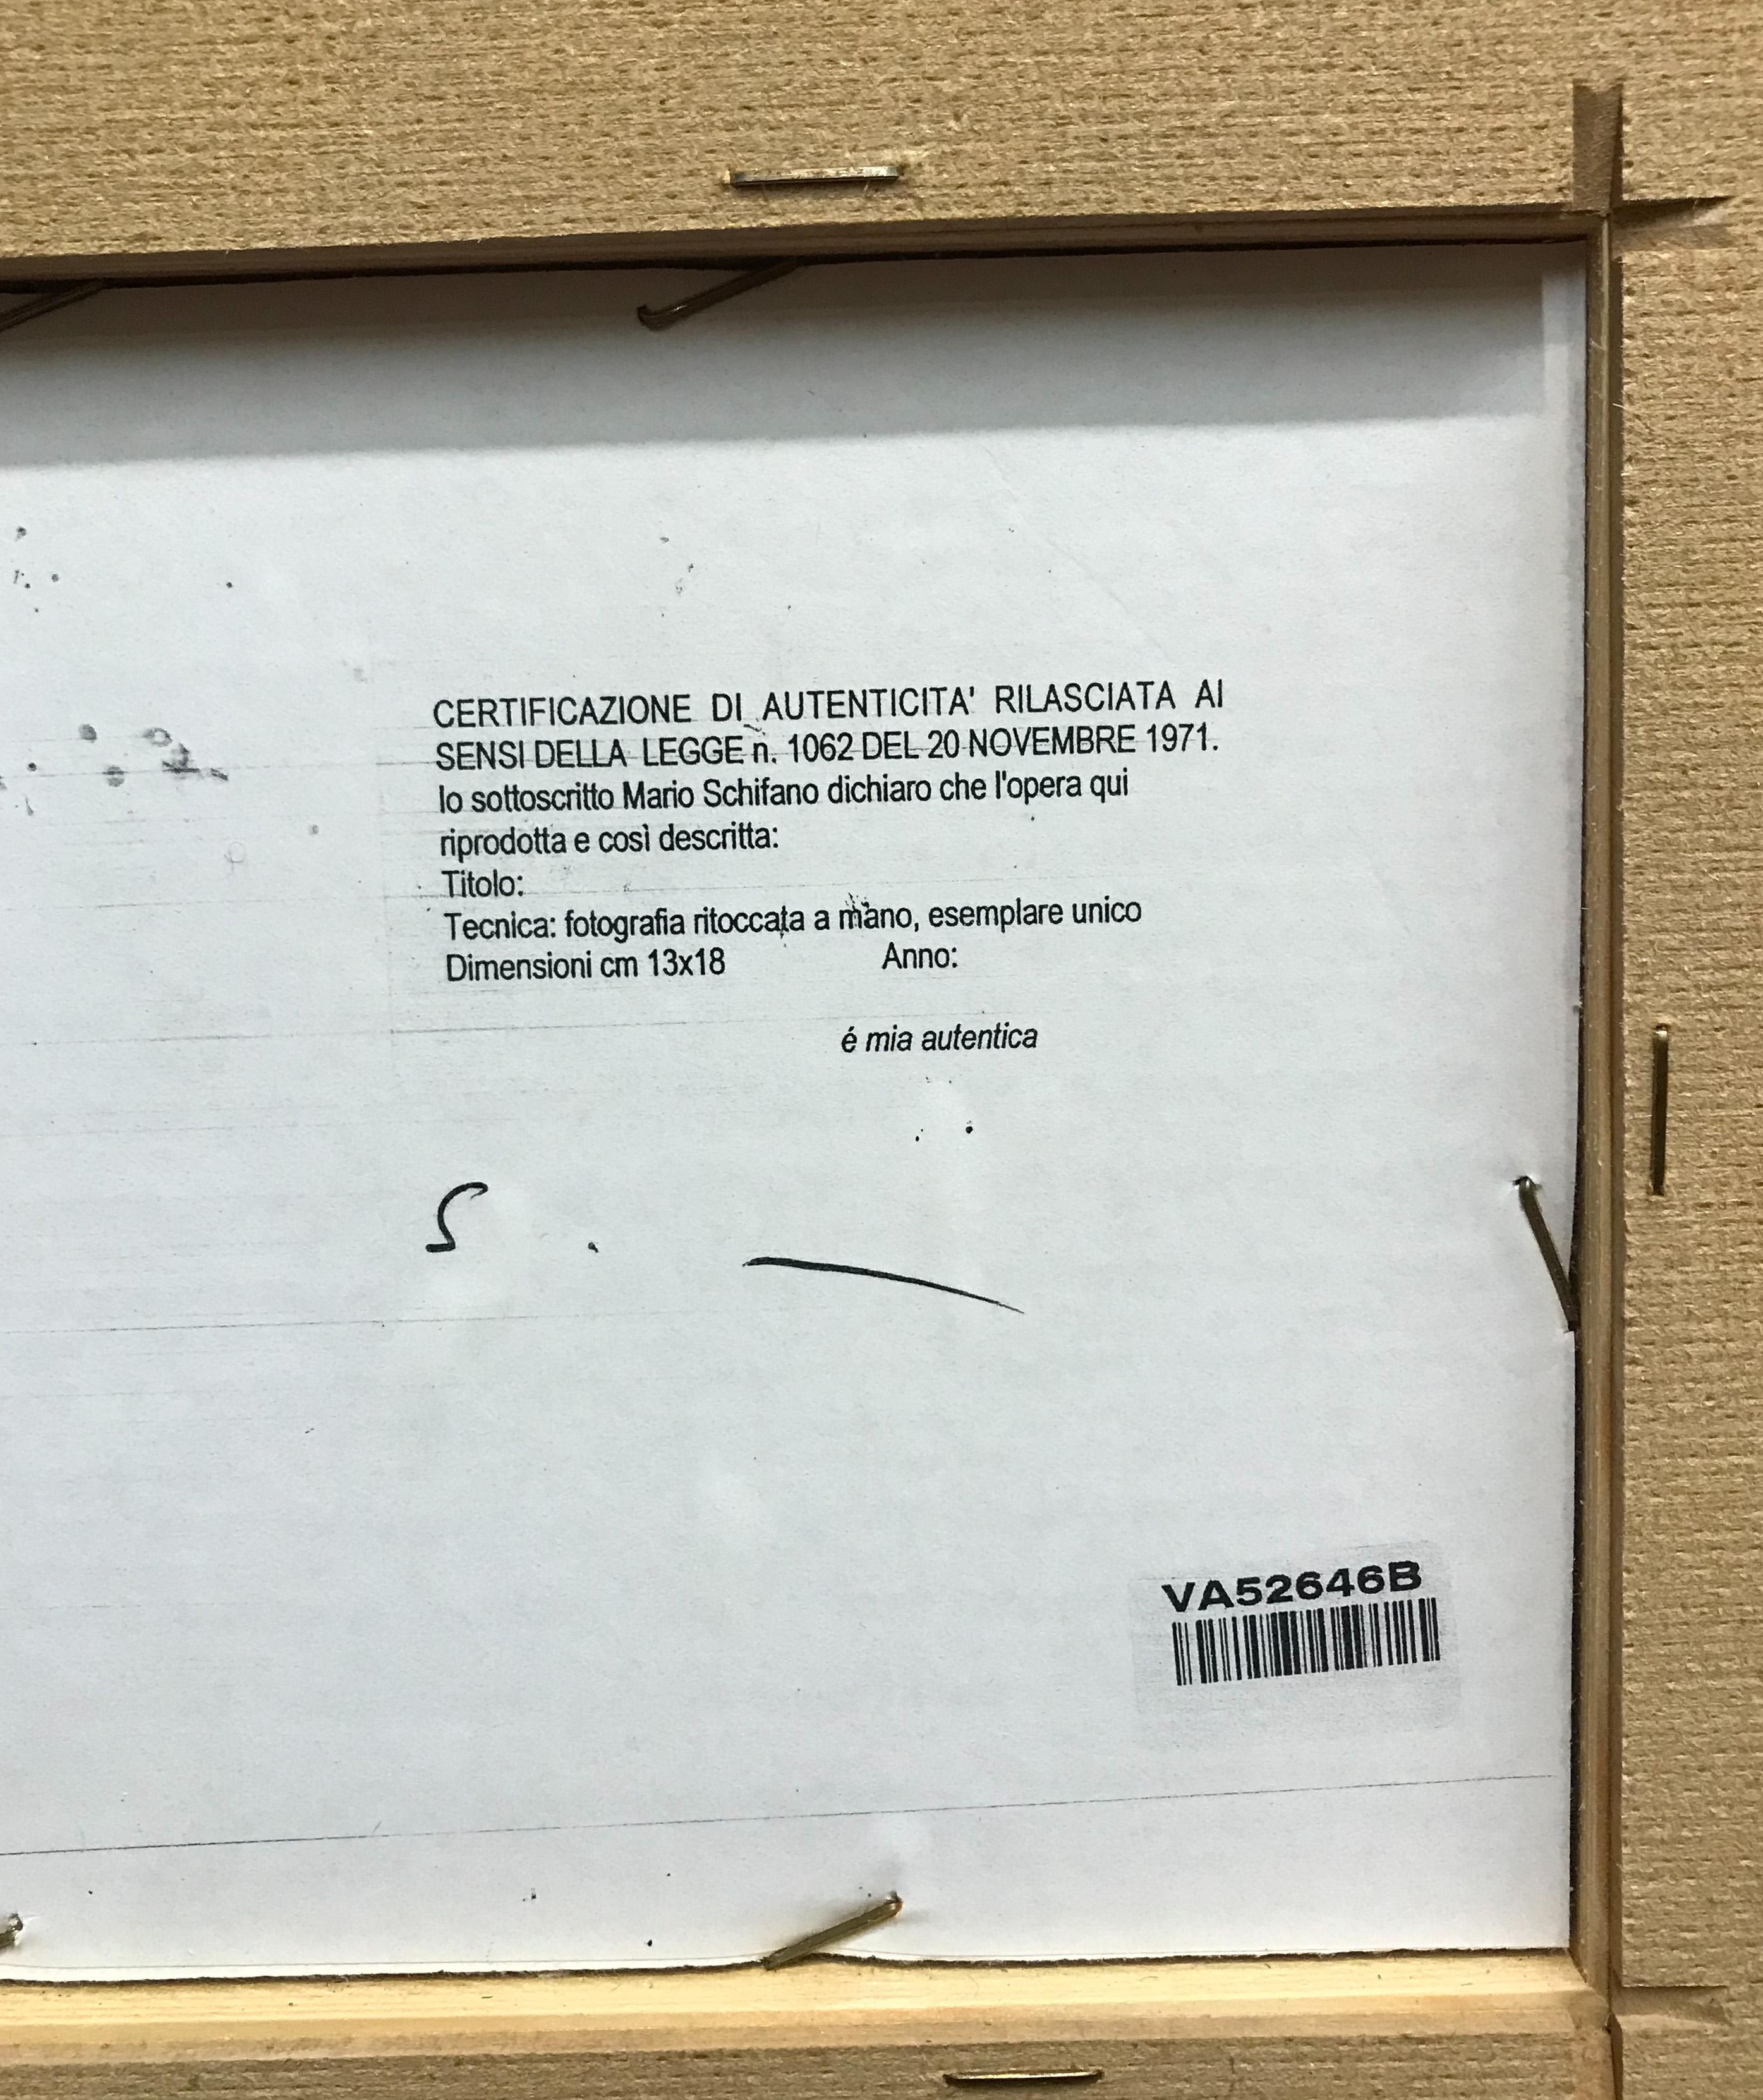 CERTIFICAZIONE DI AUTENTICITA' RILASCIATA AI
SENSI DELLA LEGGE n. 1062 DEL 20 NOVEMBRE 1971.
Io sottoscritto Mario Schifano dichiaro che l'opera qui
riprodotta e così descritta:
Titolo:
Tecnica: fotografia ritoccata a mano, esemplare unico
Dimensioni cm 13x18 Anno:
é mia autentica
VA52646B